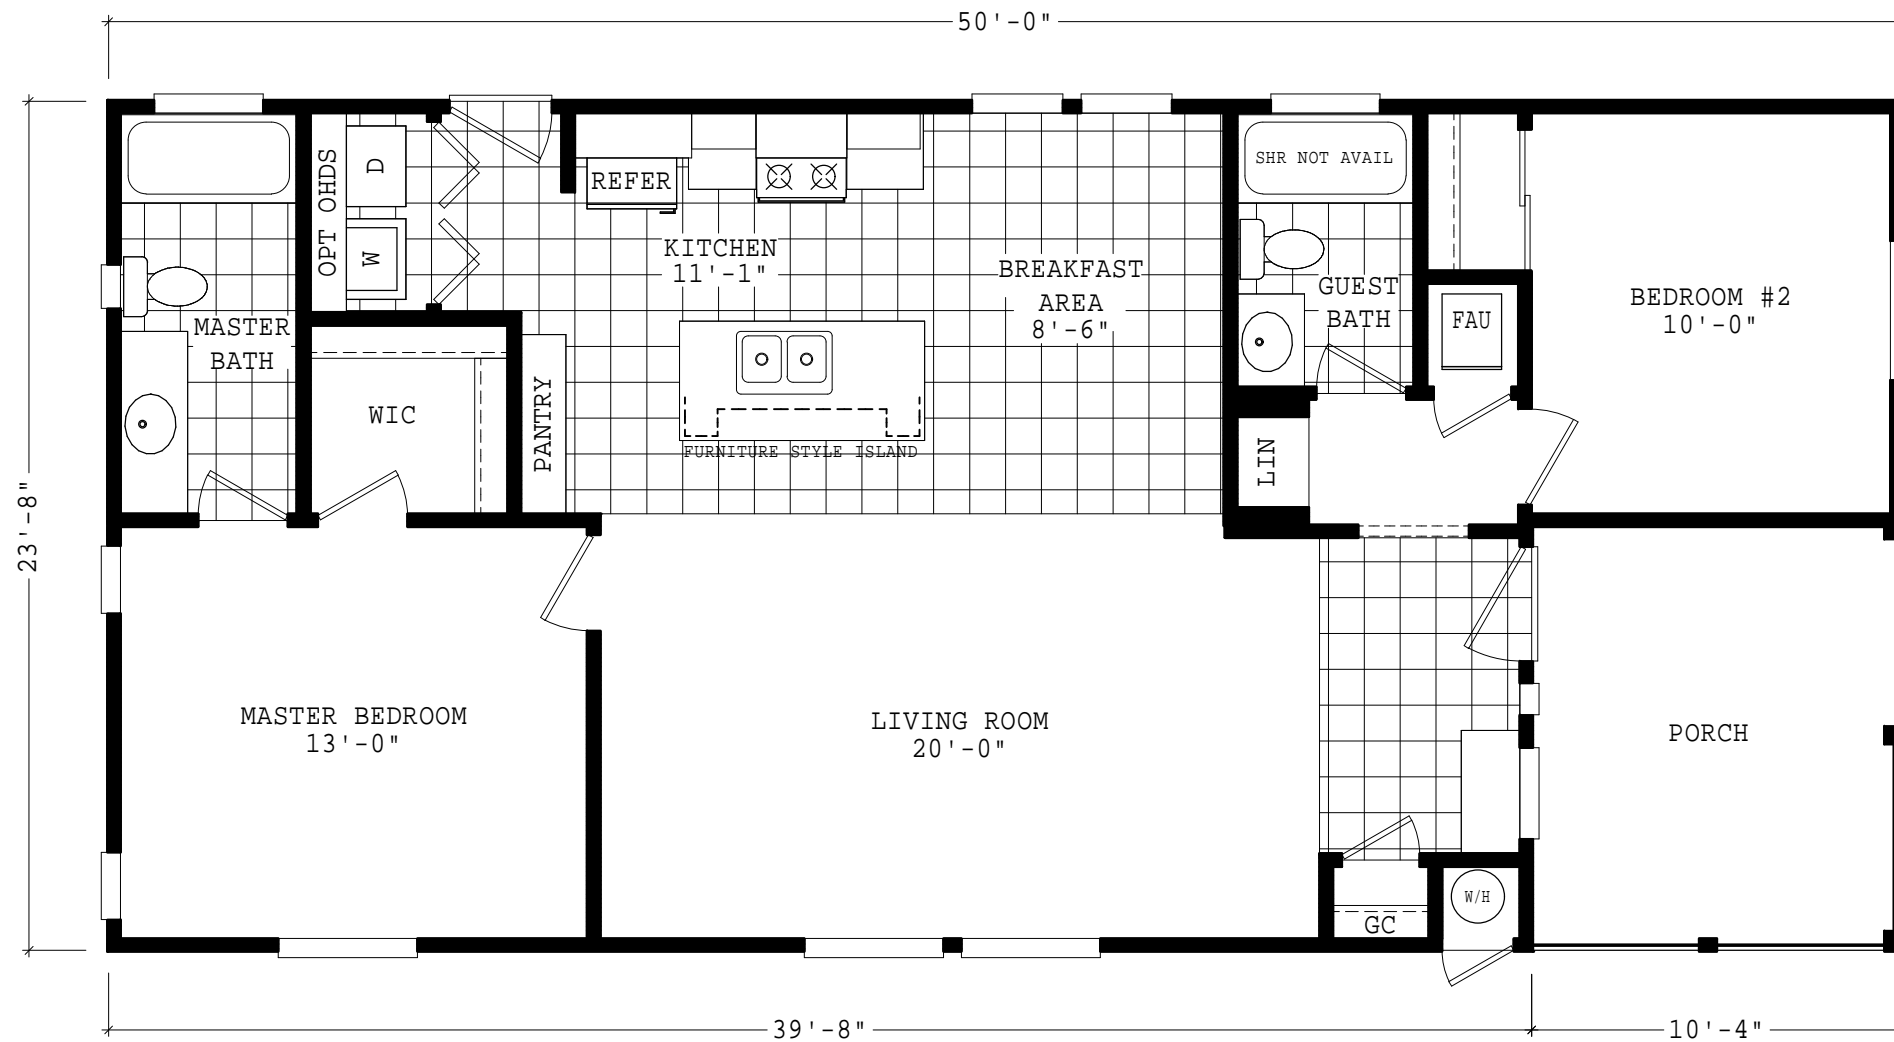 50'-0"
SHR NOT AVAIL
OPT OHDS
D
REFER
W
KITCHEN
11'-1"
BREAKFAST
AREA
8'-6"
GUEST
BATH
FAU
BEDROOM #2
10'-0"
MASTER
BATH
WIC
PANTRY
FURNITURE STYLE ISLAND
LIN
23'-8"
MASTER BEDROOM
13'-0"
LIVING ROOM
20'-0"
PORCH
W/H
GC
39'-8"
10'-4"